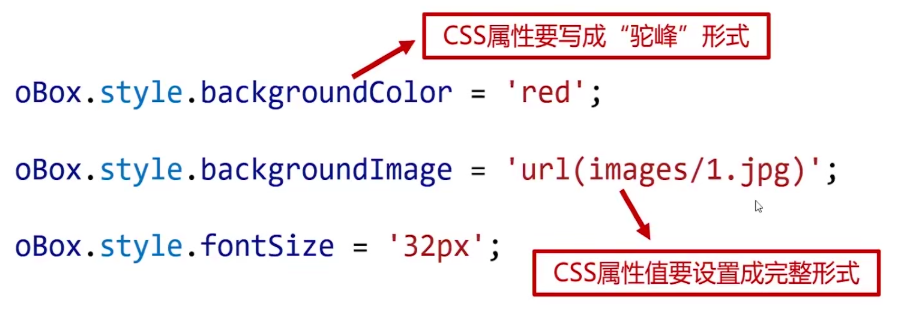 CSS属性要写成“驼峰”形式
oBox.style.backgroundColor = 'red';
oBox.style.backgroundImage = 'url(images/1.jpg)';
oBox.style.fontSize = '32px';
CSS属性值要设置成完整形式